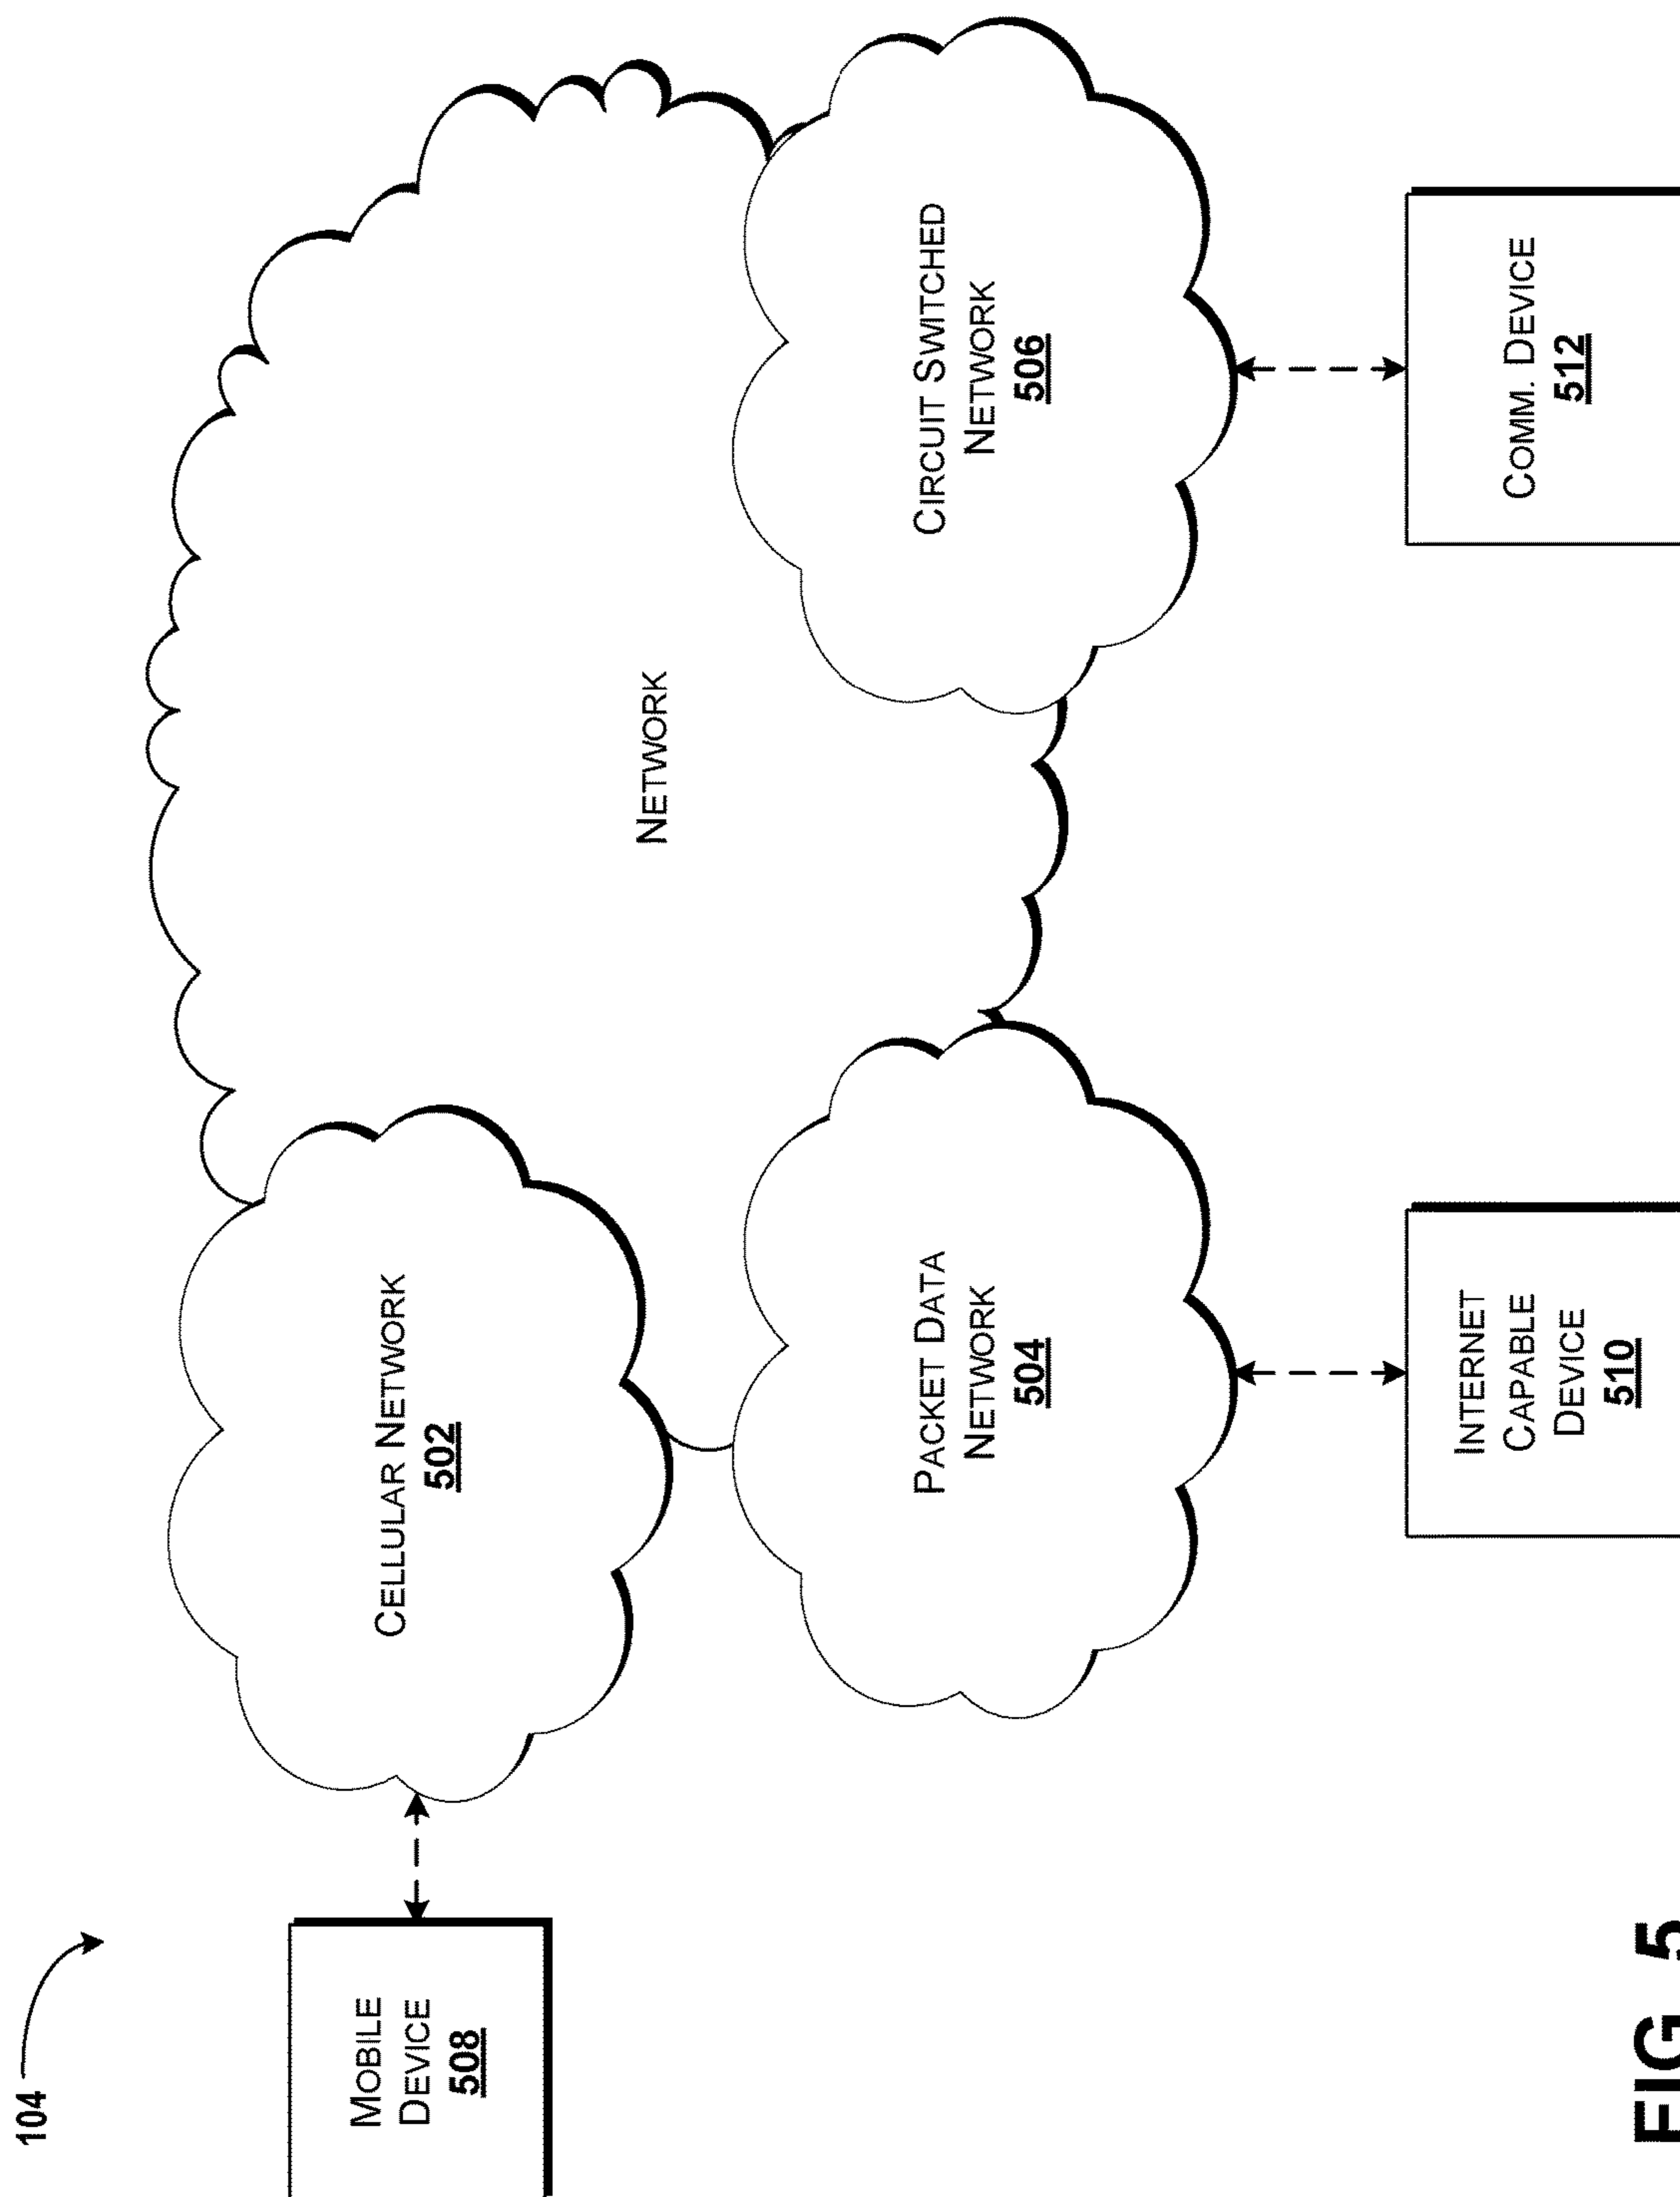 104
MOBILE
DEVICE
508
CELLULAR NETWORK
502
NETWORK
PACKET DATA
NETWORK
504
CIRCUIT SWITCHED
NETWORK
506
INTERNET
CAPABLE
DEVICE
510
COMM. DEVICE
512
FIG. 5